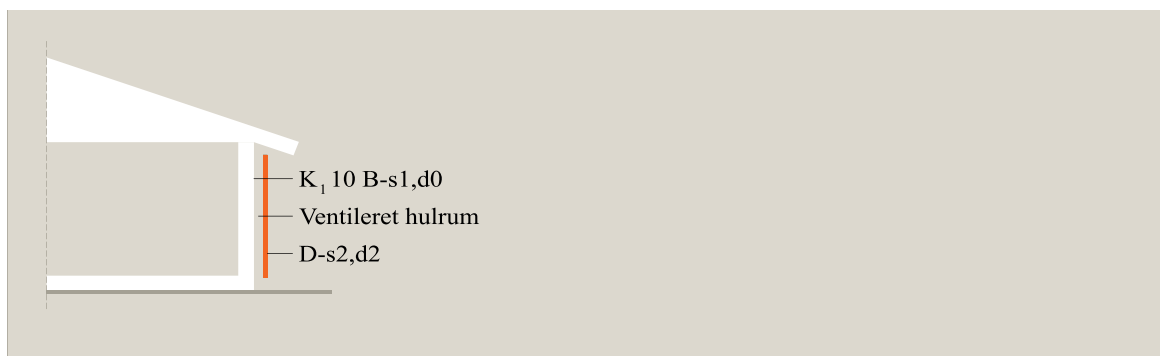 K₁ 10 B-s1,d0
Ventileret hulrum
D-s2,d2